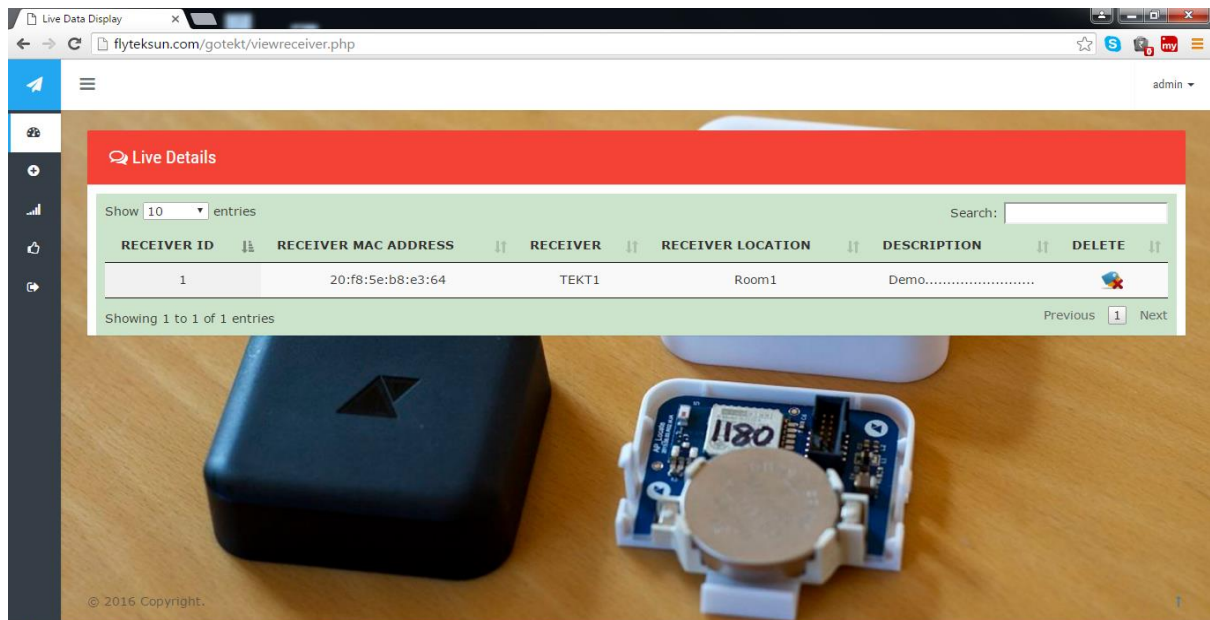 Live Data Display
flyteksun.com/gotekt/viewreceiver.php
admin
Live Details
Show 10 entries
Search:
RECEIVER ID RECEIVER MAC ADDRESS RECEIVER RECEIVER LOCATION DESCRIPTION DELETE
1 20:f8:5e:b8:e3:64 TEKT1 Room1 Demo.........................
Showing 1 to 1 of 1 entries
Previous 1 Next
1180
AP_Locate
© 2016 Copyright.